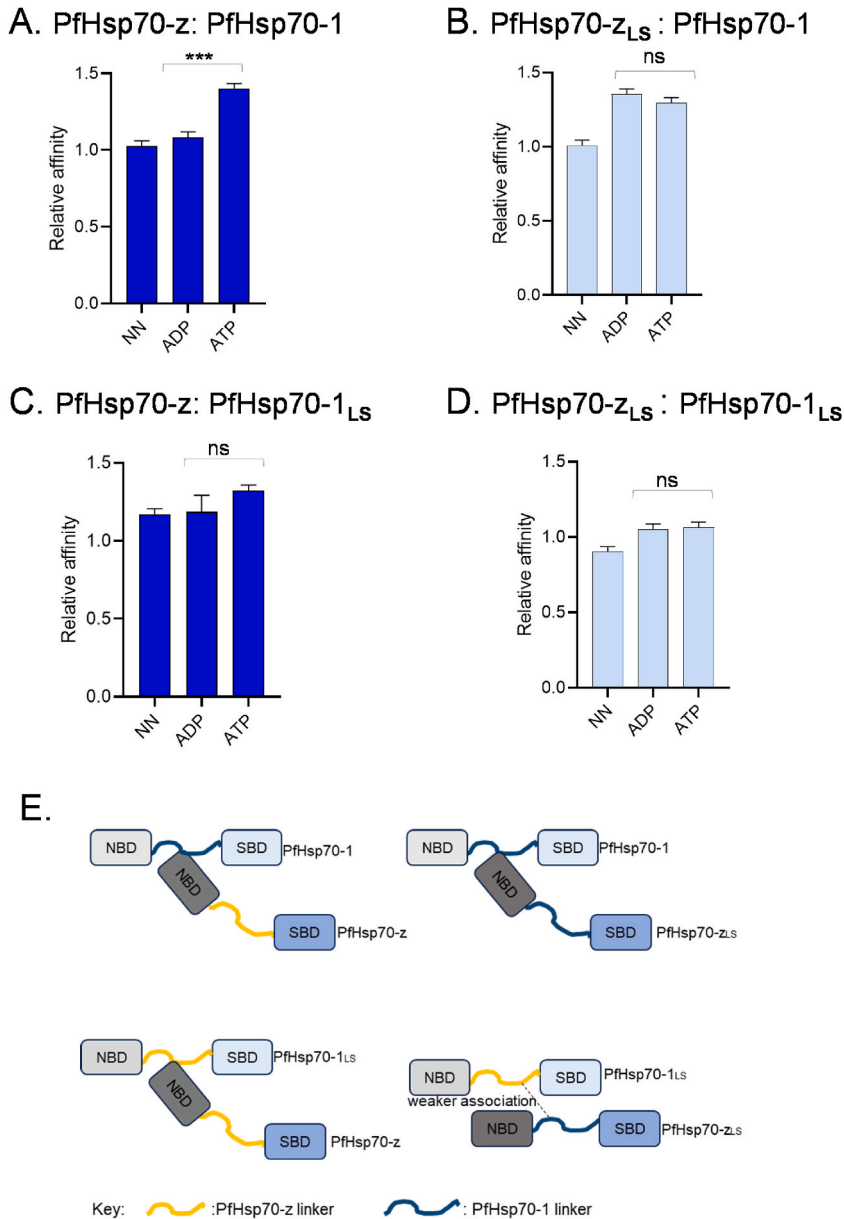 A. PfHsp70-z: PfHsp70-1
***
1.5
1.0
0.5
0.0
Relative affinity
NN
ADP
ATP
B. PfHsp70-zLS : PfHsp70-1
ns
1.5
1.0
0.5
0.0
Relative affinity
NN
ADP
ATP
C. PfHsp70-z: PfHsp70-1LS
ns
1.5
1.0
0.5
0.0
Relative affinity
NN
ADP
ATP
D. PfHsp70-zLS : PfHsp70-1LS
ns
1.5
1.0
0.5
0.0
Relative affinity
NN
ADP
ATP
E.
NBD
SBD
PfHsp70-1
NBD
SBD
PfHsp70-z
NBD
SBD
PfHsp70-1
NBD
SBD
PfHsp70-zLS
NBD
SBD
PfHsp70-1LS
NBD
SBD
PfHsp70-z
NBD
SBD
PfHsp70-1LS
weaker association
NBD
SBD
PfHsp70-zLS
Key: :PfHsp70-z linker : PfHsp70-1 linker